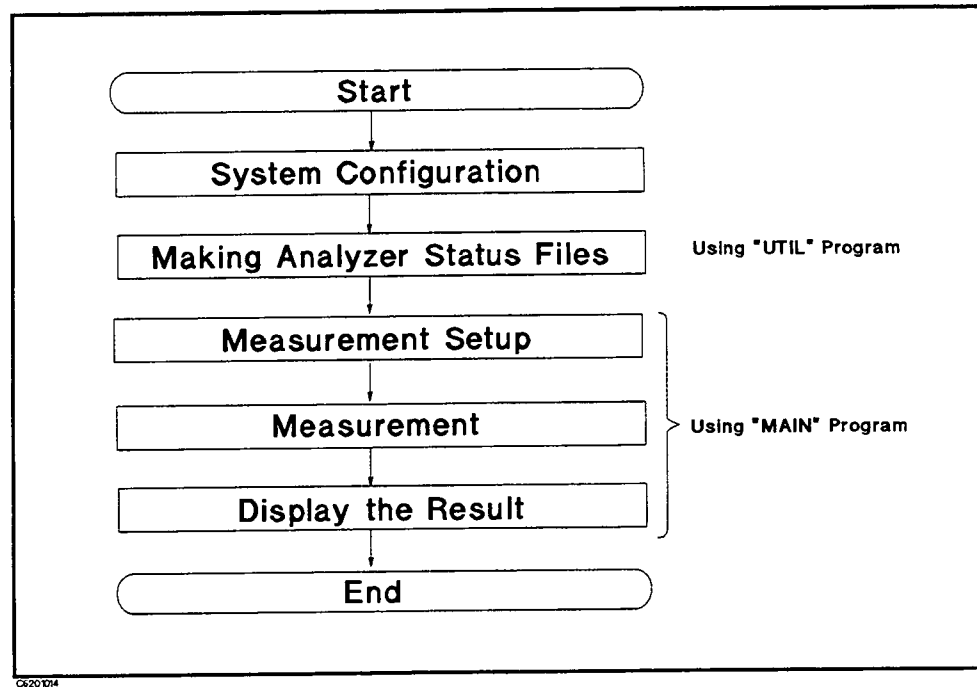 Start
System Configuration
Making Analyzer Status Files
Using "UTIL" Program
Measurement Setup
Measurement
Using "MAIN" Program
Display the Result
End
C6201014